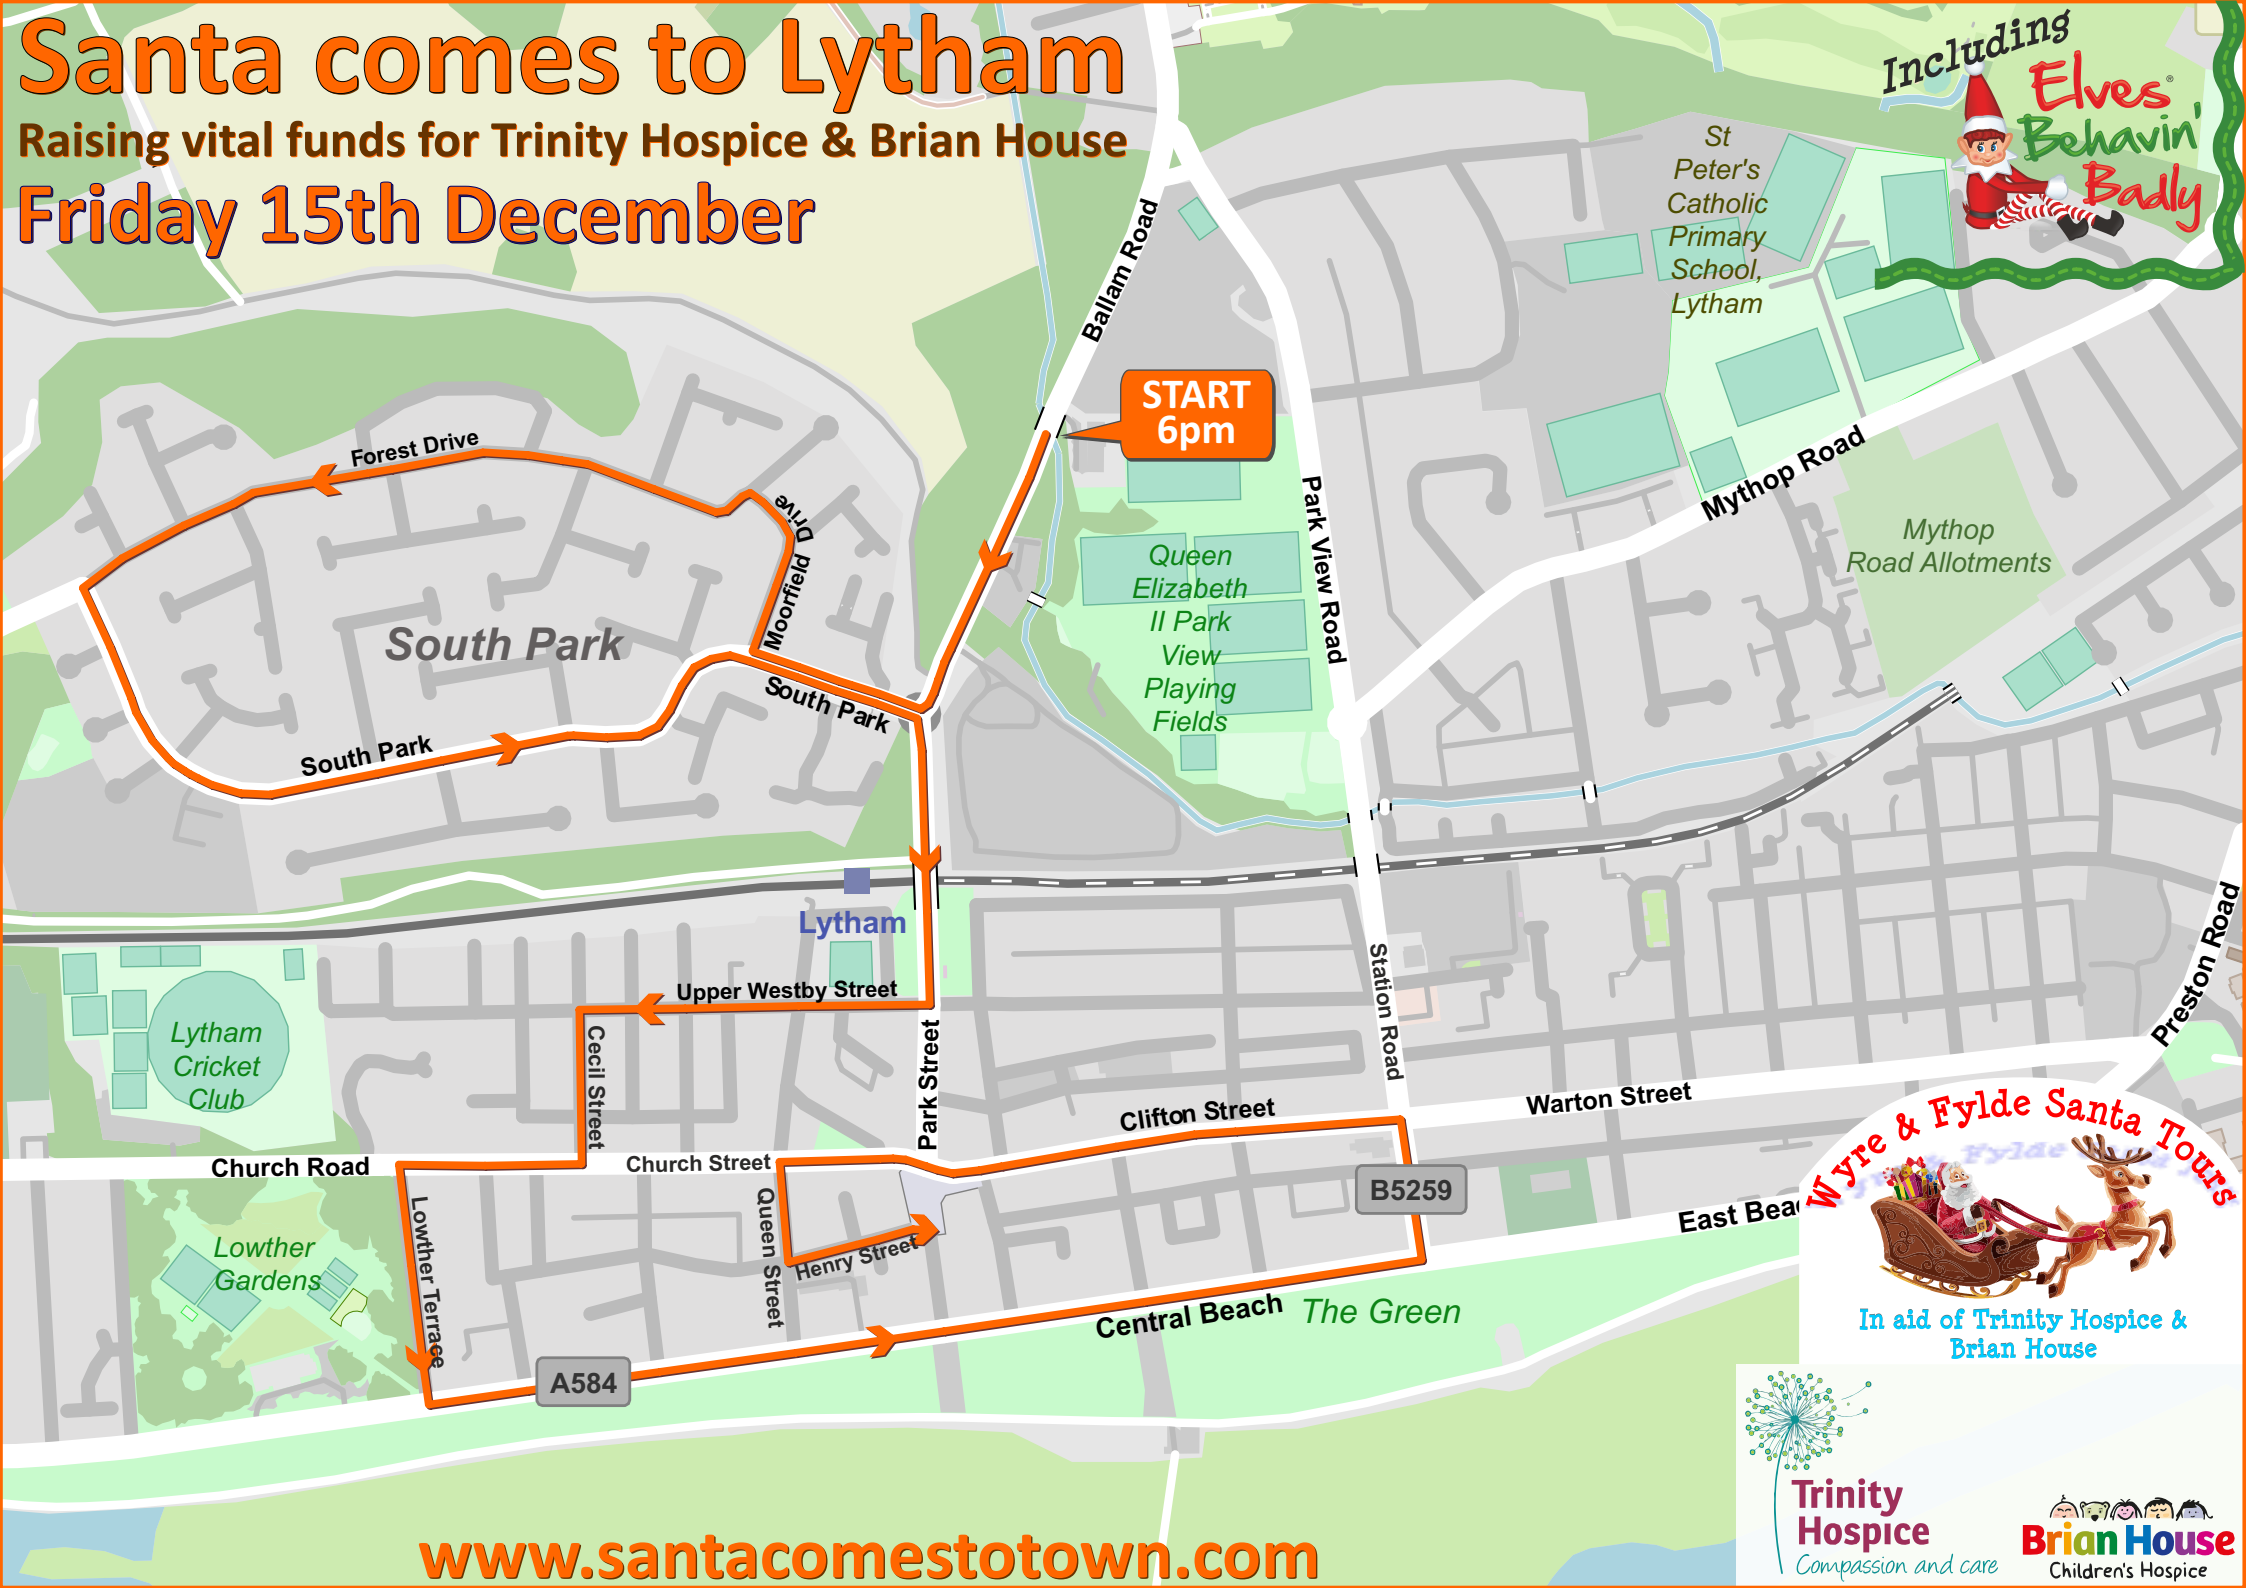 Santa comes to Lytham
Raising vital funds for Trinity Hospice & Brian House
Friday 15th December
Including
Elves®
Behavin'
Badly
St
Peter's
Catholic
Primary
School,
Lytham
Ballam Road
START
6pm
Forest Drive
Moorfield Drive
Park View Road
Mythop Road
Mythop
Road Allotments
Queen
Elizabeth
II Park
View
Playing
Fields
South Park
South Park
South Park
Lytham
Upper Westby Street
Cecil Street
Park Street
Station Road
Preston Road
Lytham
Cricket
Club
Clifton Street
Warton Street
Church Road
Church Street
Queen Street
Henry Street
Lowther Terrace
Lowther
Gardens
B5259
East Beac
Central Beach
The Green
A584
Wyre & Fylde Santa Tours
In aid of Trinity Hospice &
Brian House
Trinity
Hospice
Compassion and care
Brian House
Children's Hospice
www.santacomestotown.com